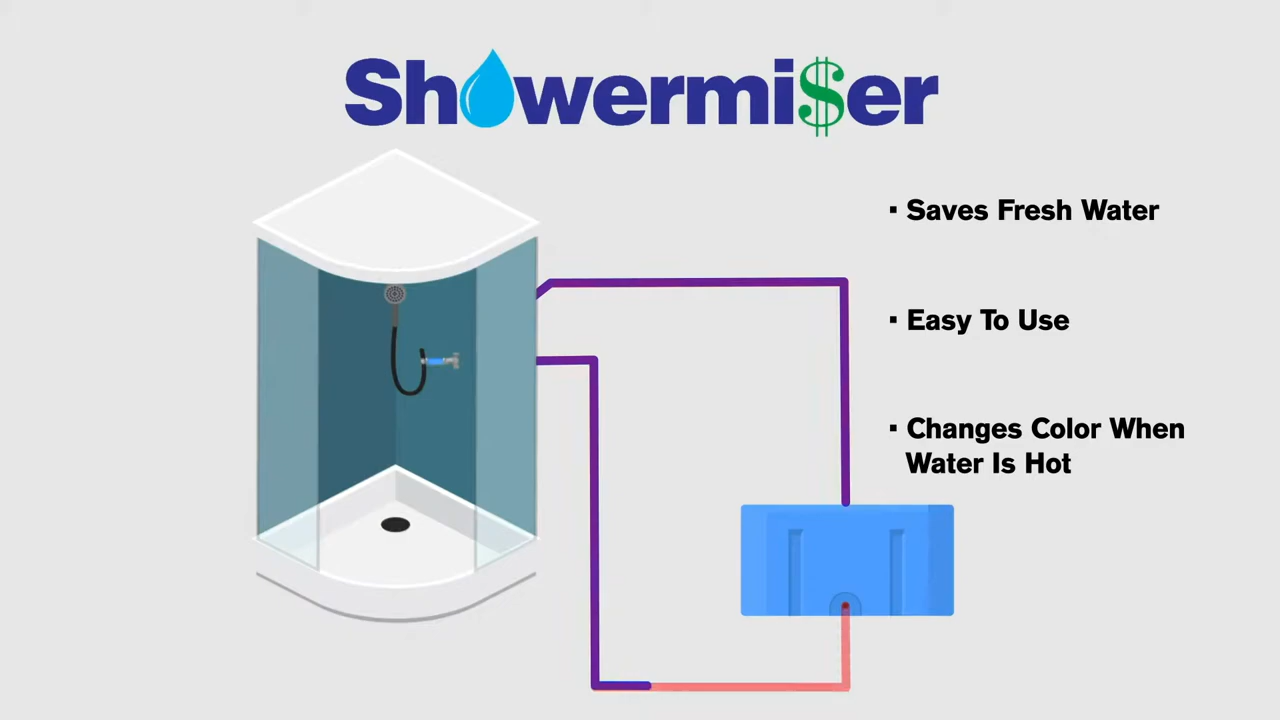 Showermi$er
▪ Saves Fresh Water
▪ Easy To Use
▪ Changes Color When
Water Is Hot